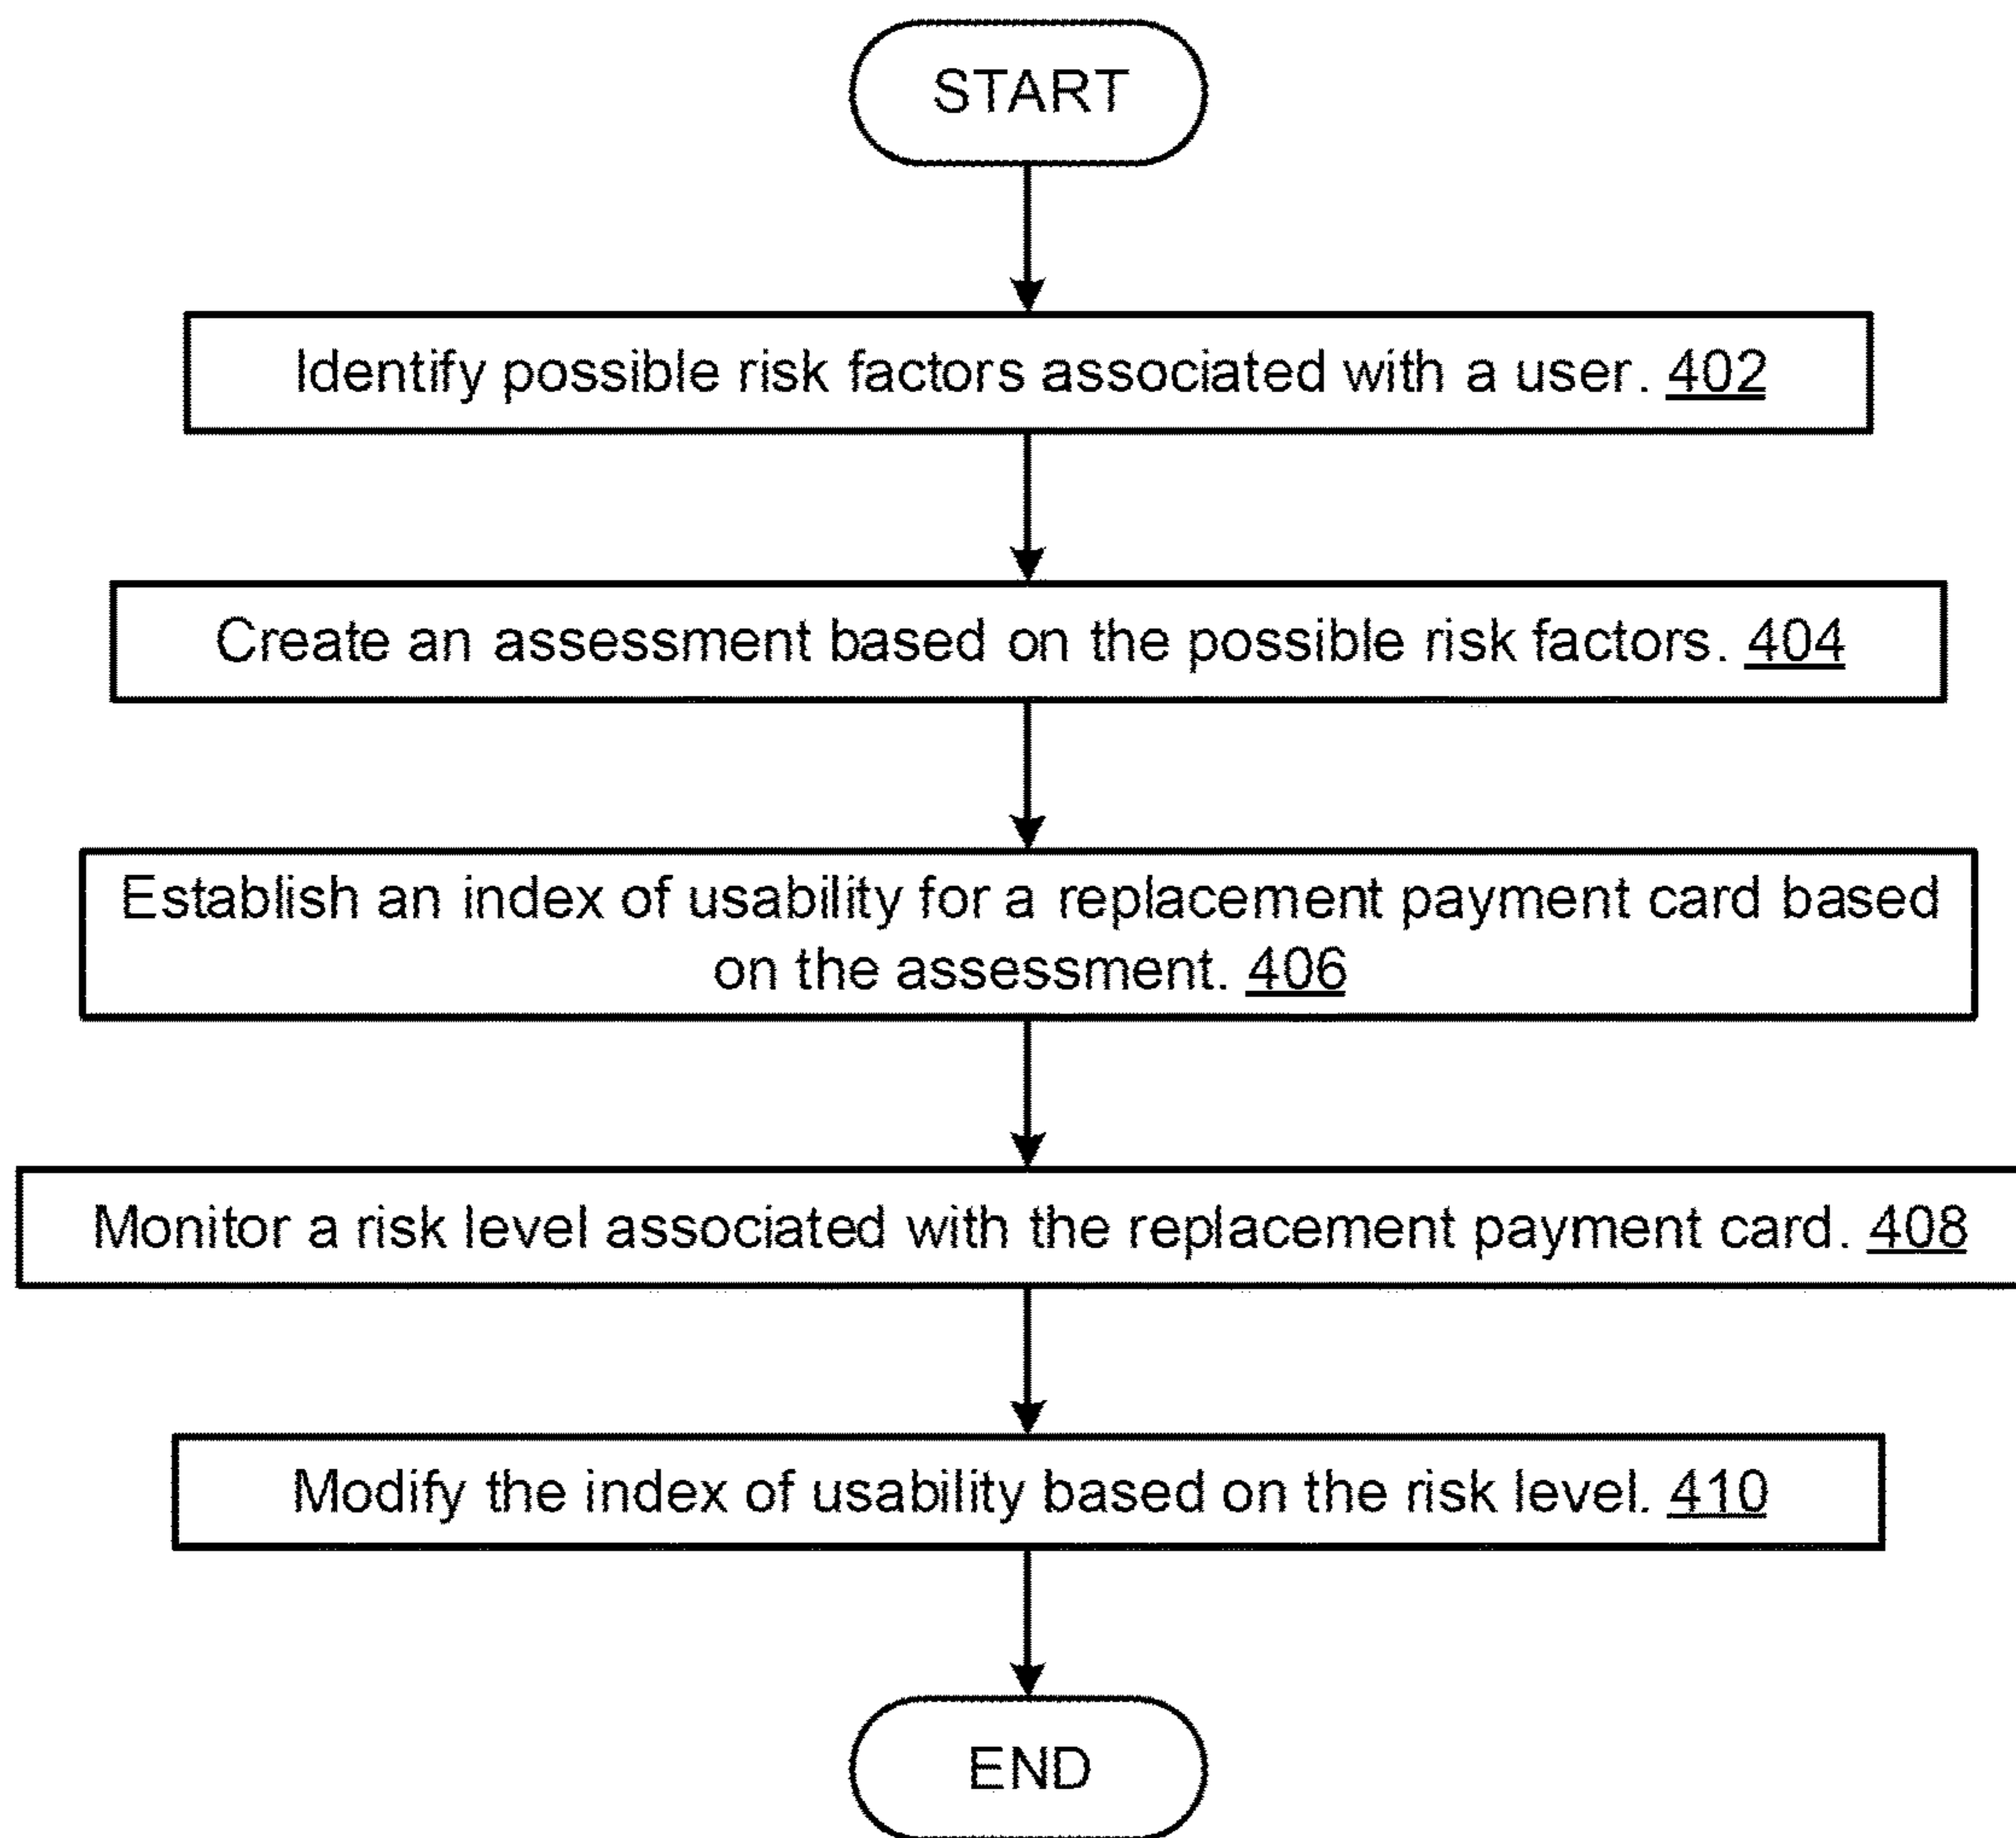 START
Identify possible risk factors associated with a user. 402
Create an assessment based on the possible risk factors. 404
Establish an index of usability for a replacement payment card based
on the assessment. 406
Monitor a risk level associated with the replacement payment card. 408
Modify the index of usability based on the risk level. 410
END